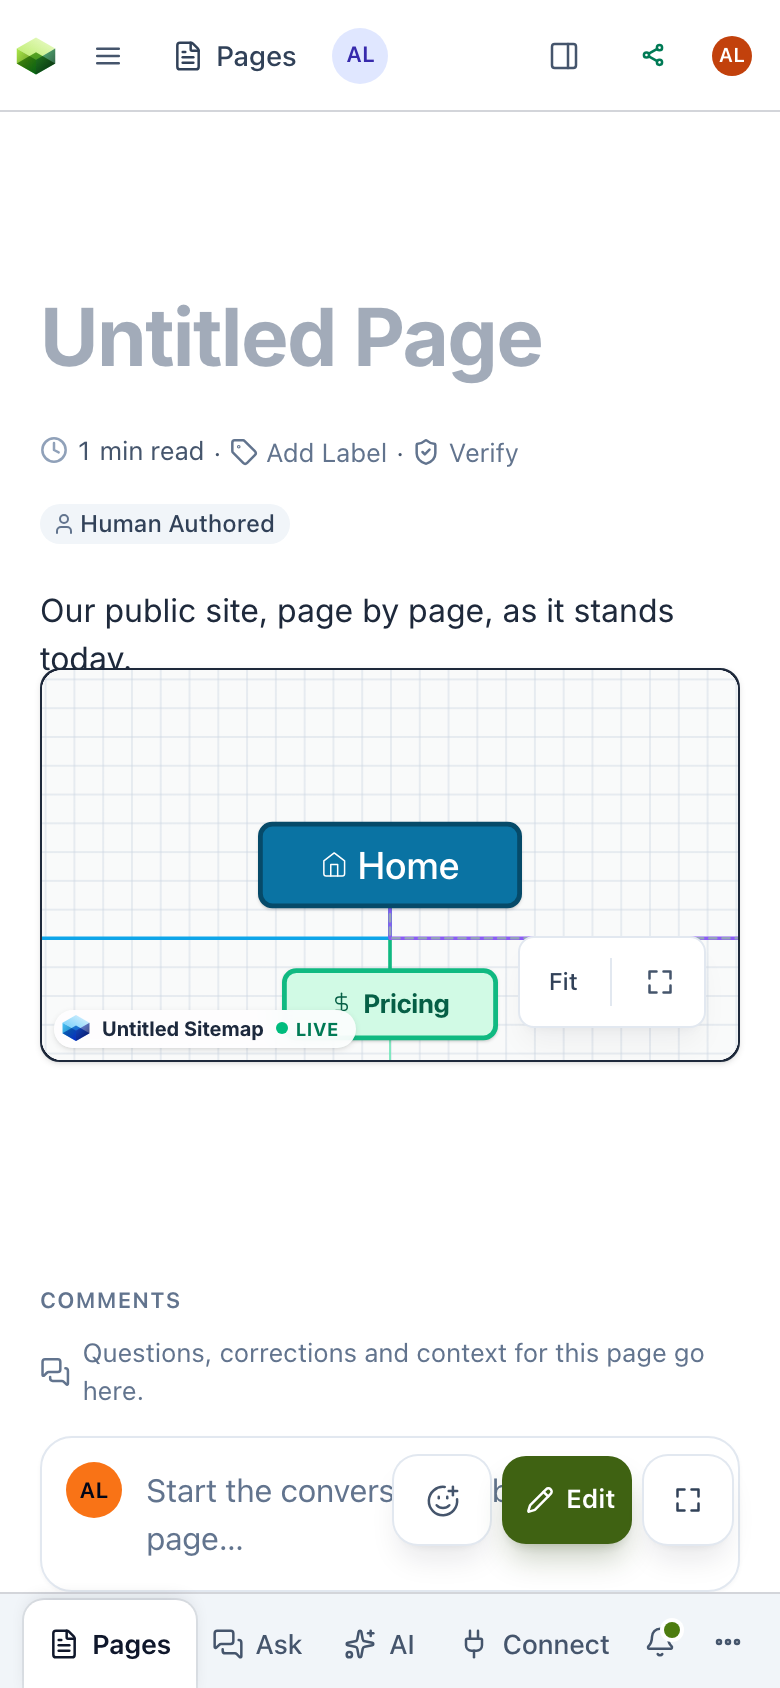 Pages
AL
AL
Untitled Page
1 min read · Add Label · Verify
Human Authored
Our public site, page by page, as it stands
today.
Home
$ Pricing
Fit
Untitled Sitemap LIVE
COMMENTS
Questions, corrections and context for this page go
here.
AL
Start the convers
page...
Edit
Pages
Ask
AI
Connect